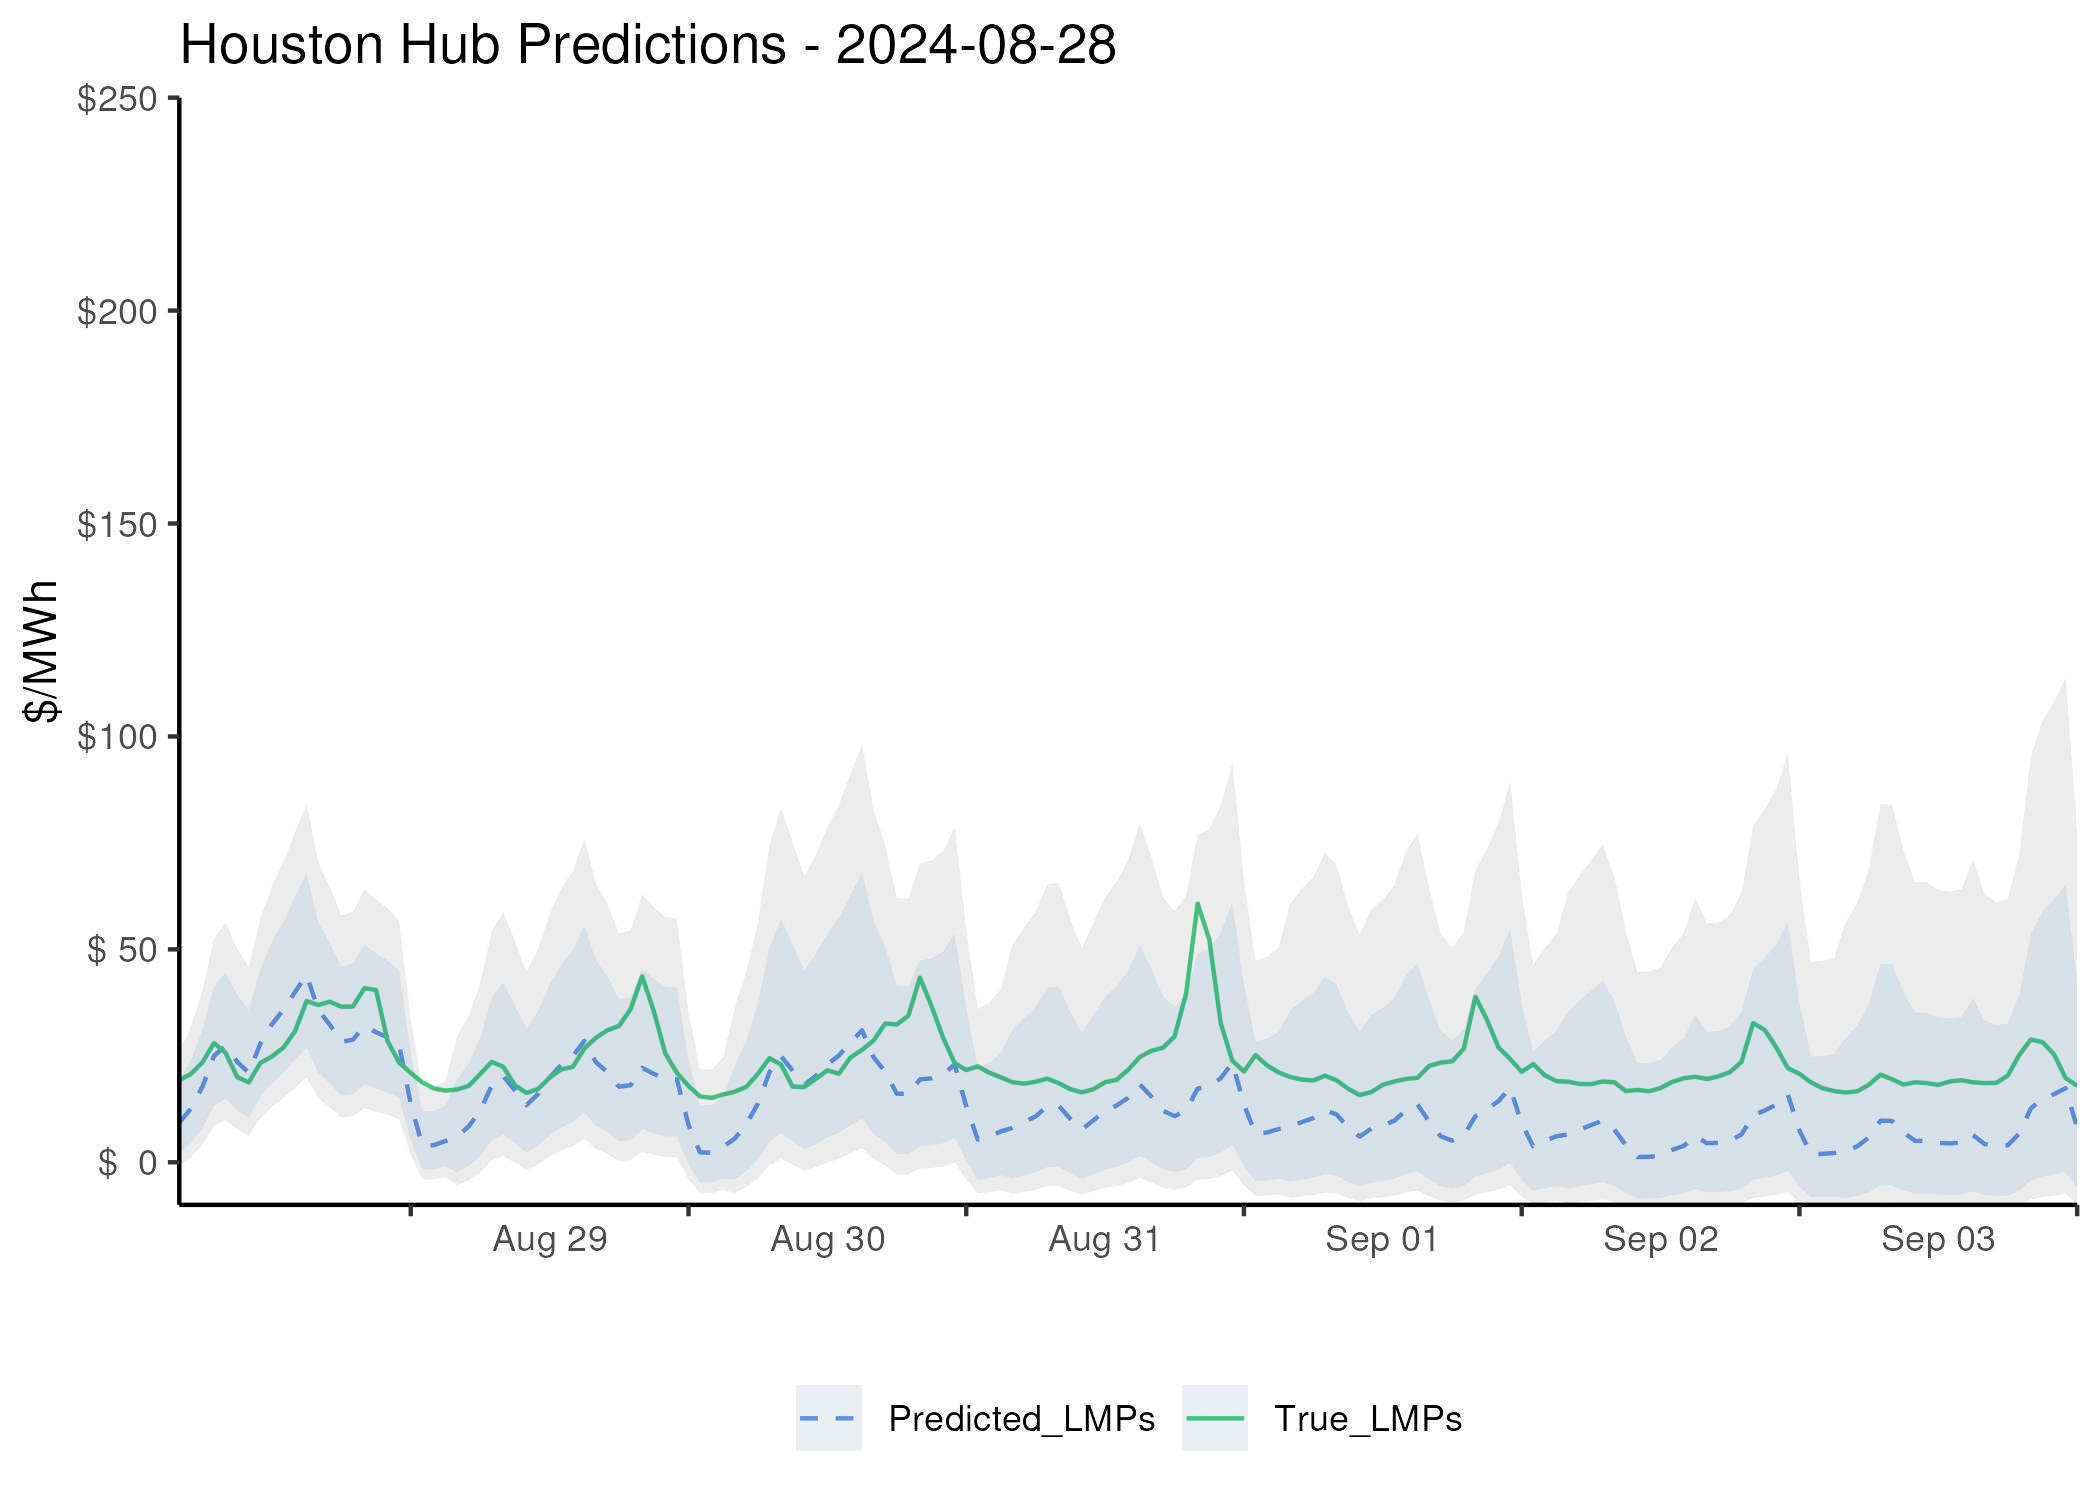 Houston Hub Predictions - 2024-08-28
$250
$200
$150
$100
$ 50
$ 0
$/MWh
Aug 29 Aug 30 Aug 31 Sep 01 Sep 02 Sep 03
Predicted_LMPs True_LMPs